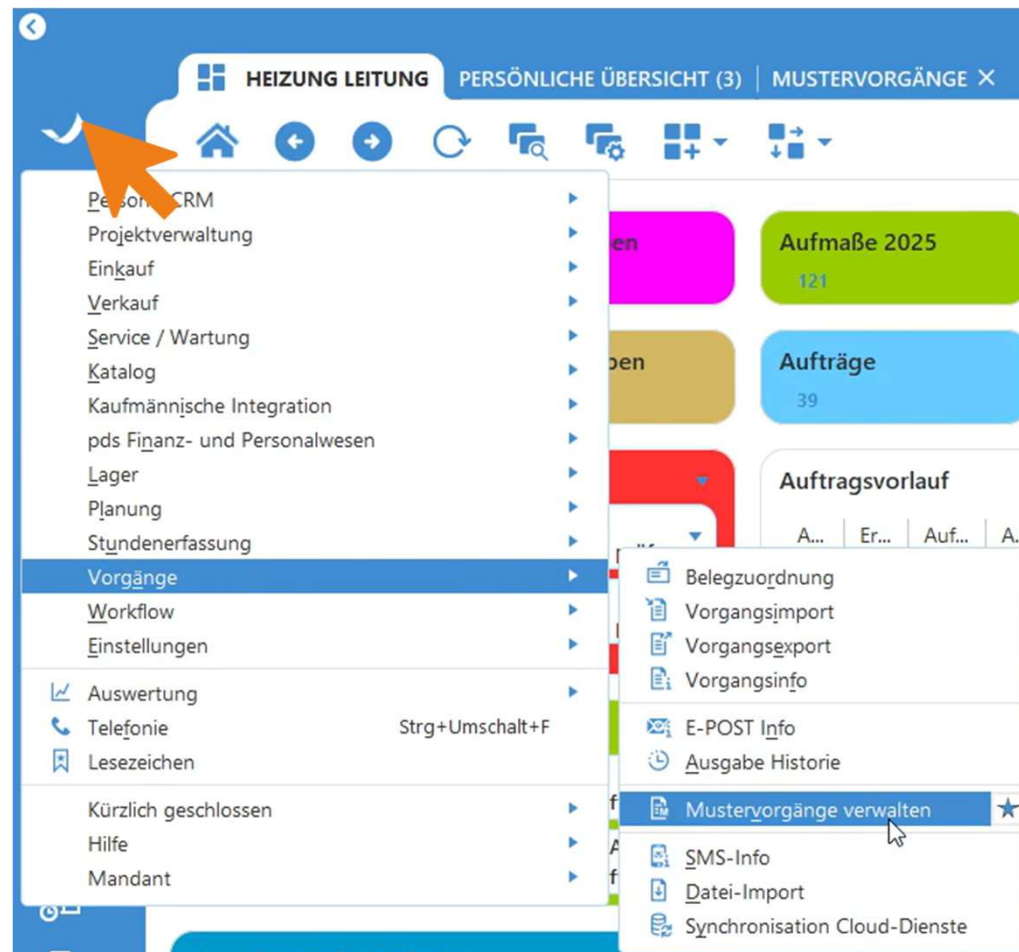 HEIZUNG LEITUNG PERSÖNLICHE ÜBERSICHT (3) MUSTERVORGÄNGE
Projektverwaltung
Einkauf
Verkauf
Service / Wartung
Katalog
Kaufmännische Integration
pds Finanz- und Personalwesen
Lager
Planung
Stundenerfassung
Vorgänge
Workflow
Einstellungen
Auswertung
Telefonie Strg+Umschalt+F
Lesezeichen
Kürzlich geschlossen
Hilfe
Mandant
Belegzuordnung
Vorgangsimport
Vorgangsexport
Vorgangsinfo
E-POST Info
Ausgabe Historie
Mustervorgänge verwalten
SMS-Info
Datei-Import
Synchronisation Cloud-Dienste
Aufmaße 2025
121
Aufträge
39
Auftragsvorlauf
A... Er... Auf... A.